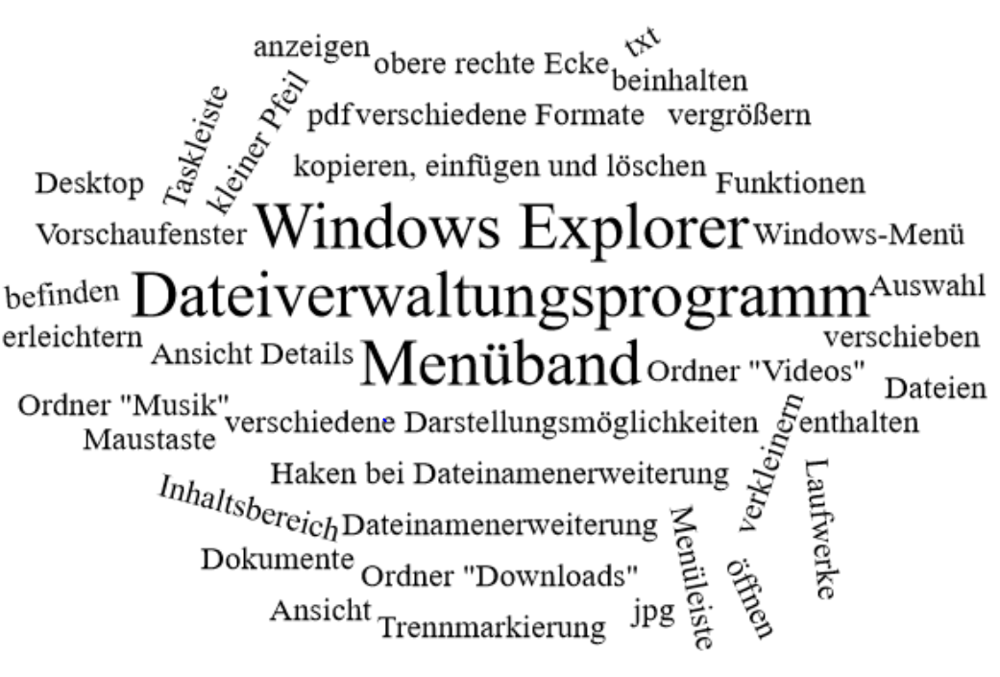 anzeigen
obere rechte Ecke
txt
beinhalten
Taskleiste
kleiner Pfeil
pdf
verschiedene Formate
vergrößern
kopieren, einfügen und löschen
Desktop
Funktionen
Vorschaufenster
Windows Explorer
Windows-Menü
befinden
Dateiverwaltungsprogramm
Auswahl
erleichtern
Ansicht Details
Menüband
verschieben
Ordner "Videos"
Dateien
Ordner "Musik"
verschiedene Darstellungsmöglichkeiten
enthalten
Maustaste
Haken bei Dateinamenerweiterung
verkleinern
Laufwerke
Inhaltsbereich
Dateinamenerweiterung
Menüleiste
Dokumente
Ordner "Downloads"
öffnen
Ansicht
Trennmarkierung
jpg